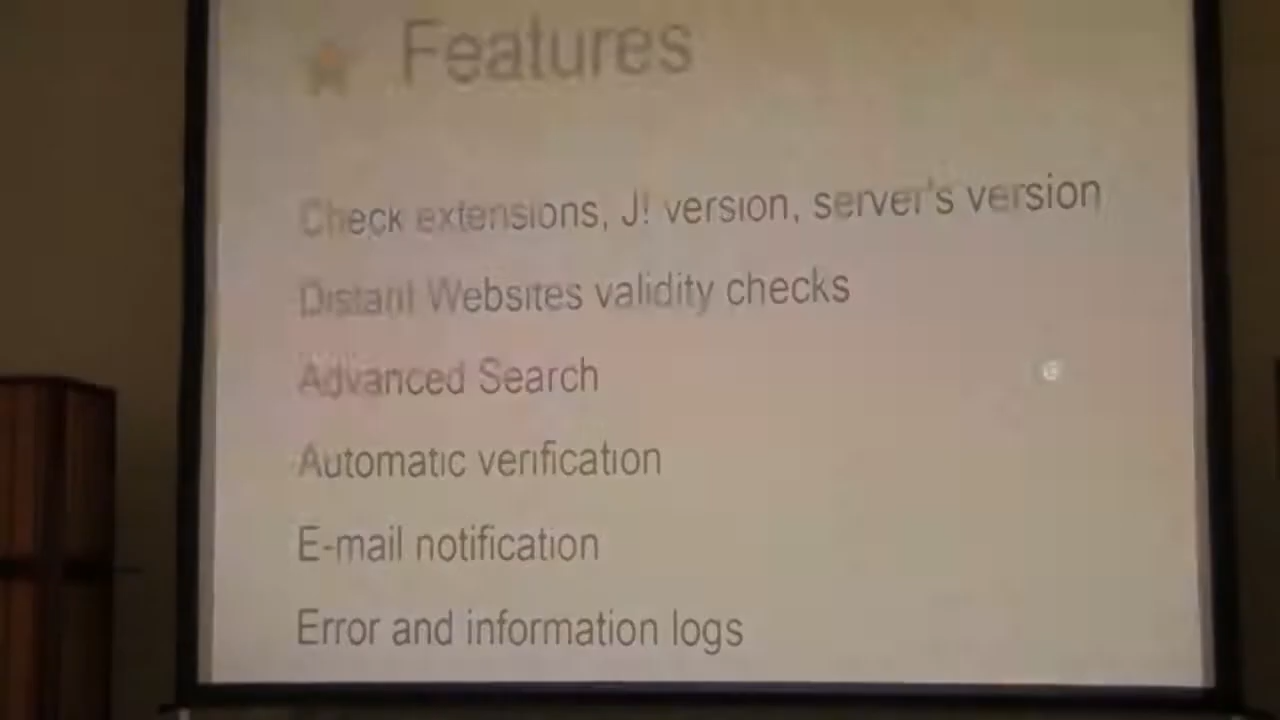 Features
Check extensions, J! version, server's version
Distant Websites validity checks
Advanced Search
Automatic verification
E-mail notification
Error and information logs